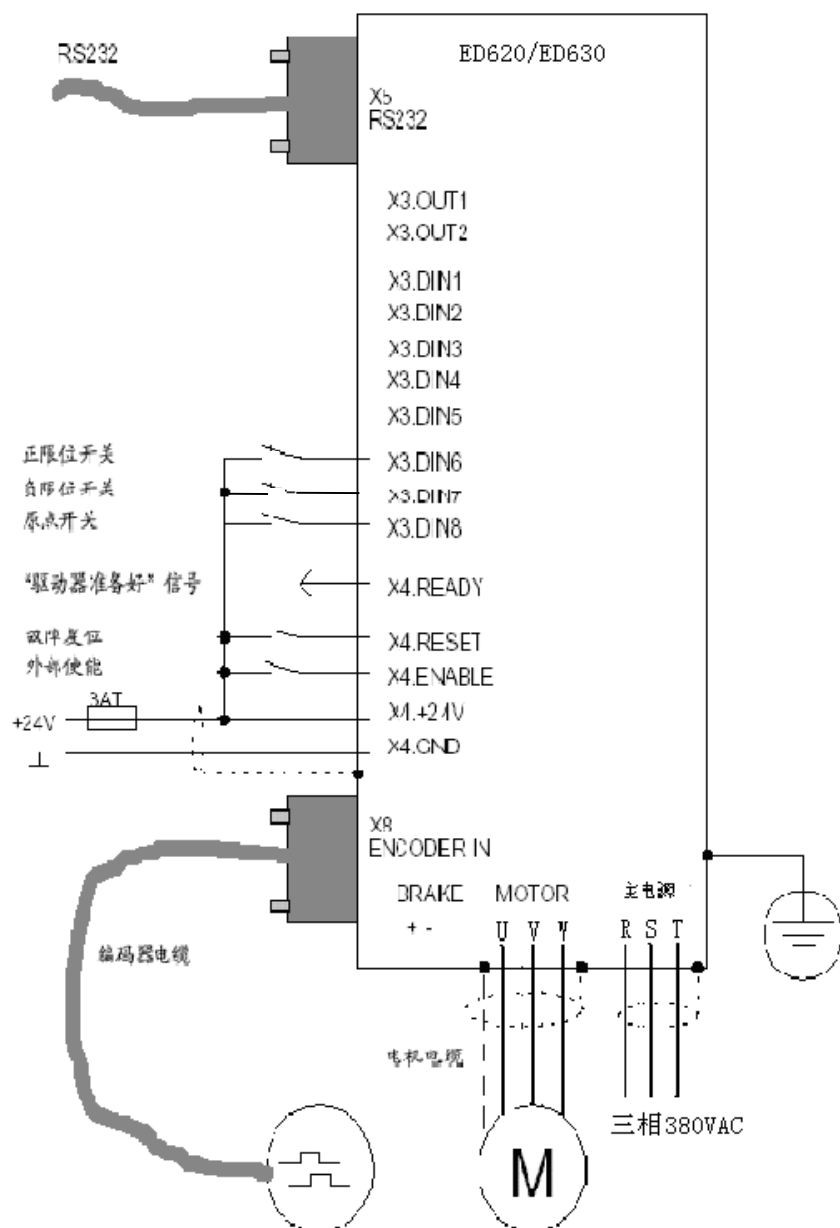 RS232
ED620/ED630
X5
RS232
X3.OUT1
X3.OUT2
X3.DIN1
X3.DIN2
X3.DIN3
X3.DIN4
X3.DIN5
正限位开关
X3.DIN6
负限位开关
X3.DIN7
原点开关
X3.DIN8
"驱动器准备好" 信号
X4.READY
故障复位
X4.RESET
外部使能
X4.ENABLE
3AT
+24V
X4.+24V
X4.GND
X8
ENCODER IN
BRAKE
MOTOR
主电源
+ -
U V W
R S T
编码器电缆
电机电缆
三相380VAC
M